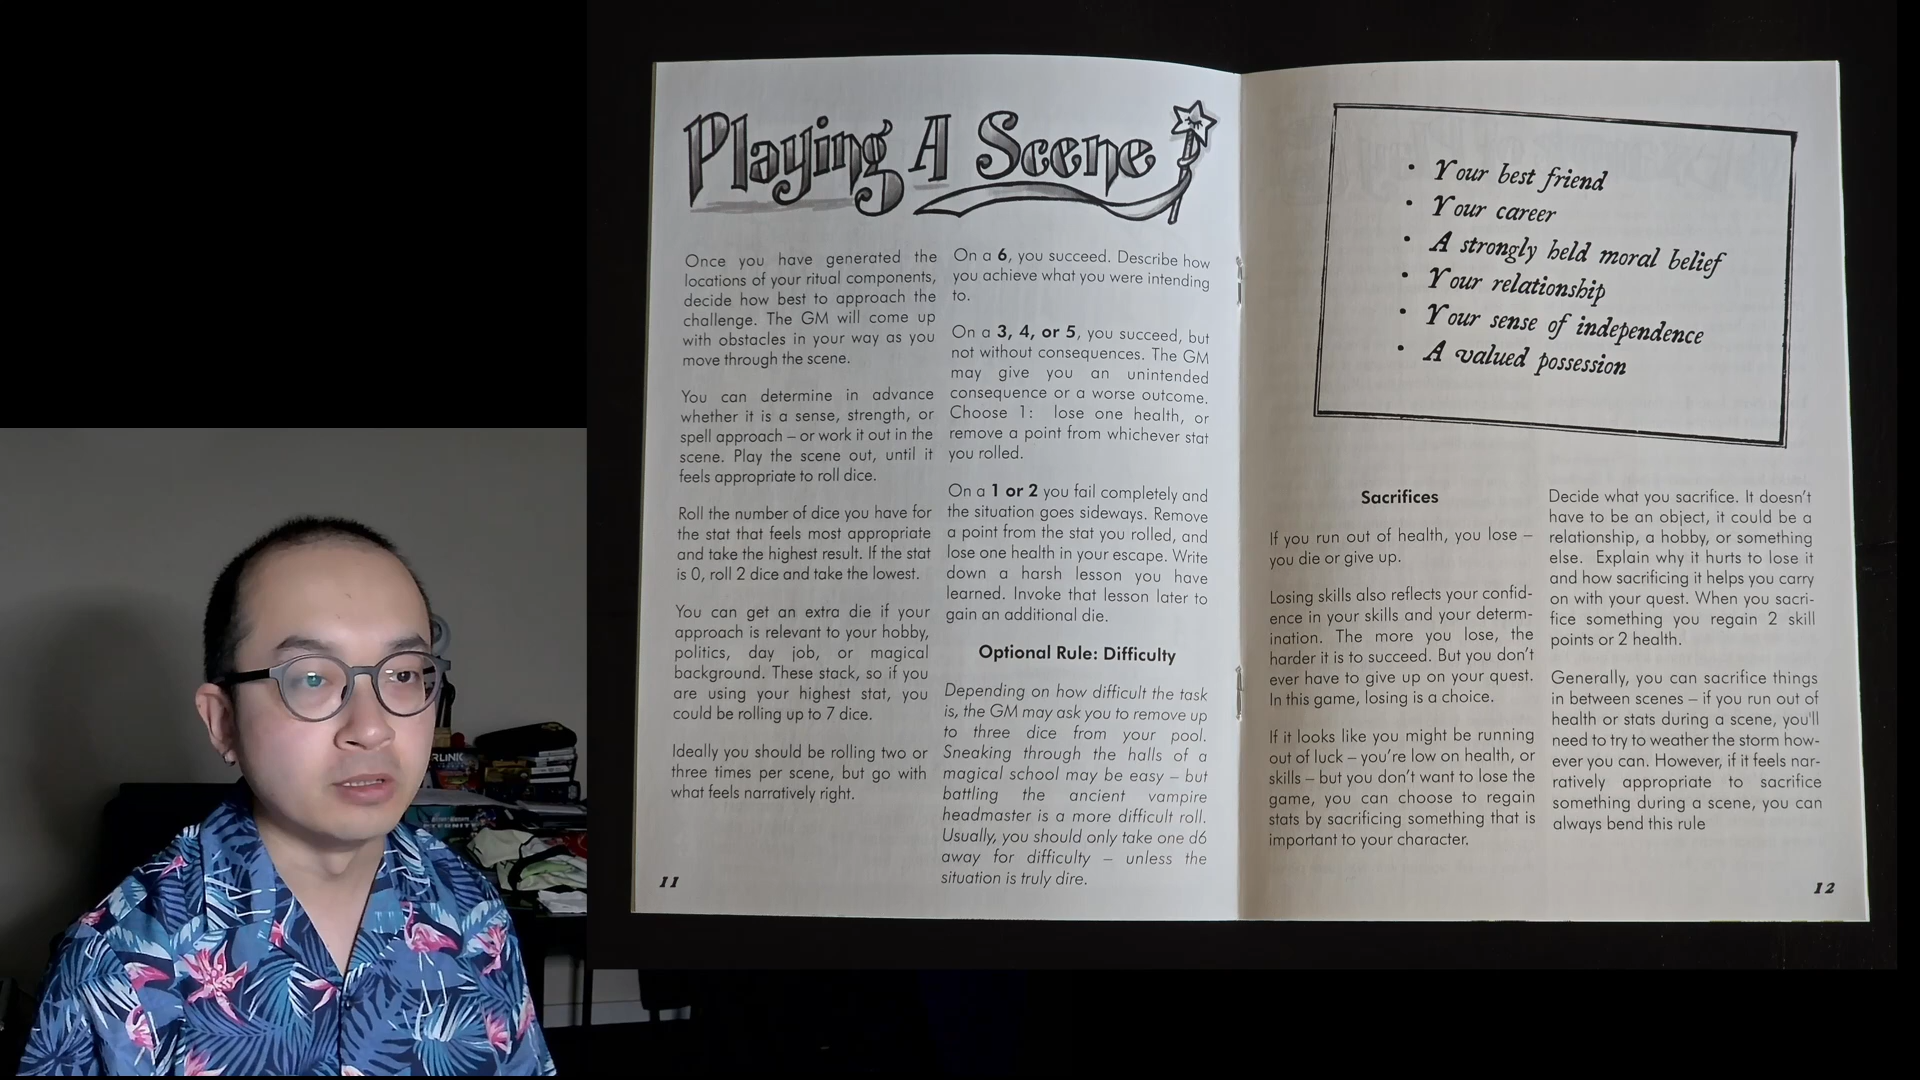 Playing A Scene
Once you have generated the
locations of your ritual components,
decide how best to approach the
challenge. The GM will come up
with obstacles in your way as you
move through the scene.
You can determine in advance
whether it is a sense, strength, or
spell approach – or work it out in the
scene. Play the scene out, until it
feels appropriate to roll dice.
Roll the number of dice you have for
the stat that feels most appropriate
and take the highest result. If the stat
is 0, roll 2 dice and take the lowest.
You can get an extra die if your
approach is relevant to your hobby,
politics, day job, or magical
background. These stack, so if you
are using your highest stat, you
could be rolling up to 7 dice.
Ideally you should be rolling two or
three times per scene, but go with
what feels narratively right.
11
On a 6, you succeed. Describe how
you achieve what you were intending
to.
On a 3, 4, or 5, you succeed, but
not without consequences. The GM
may give you an unintended
consequence or a worse outcome.
Choose 1: lose one health, or
remove a point from whichever stat
you rolled.
On a 1 or 2 you fail completely and
the situation goes sideways. Remove
a point from the stat you rolled, and
lose one health in your escape. Write
down a harsh lesson you have
learned. Invoke that lesson later to
gain an additional die.
Optional Rule: Difficulty
Depending on how difficult the task
is, the GM may ask you to remove up
to three dice from your pool.
Sneaking through the halls of a
magical school may be easy – but
battling the ancient vampire
headmaster is a more difficult roll.
Usually, you should only take one d6
away for difficulty – unless the
situation is truly dire.
• Your best friend
• Your career
• A strongly held moral belief
• Your relationship
• Your sense of independence
• A valued possession
Sacrifices
If you run out of health, you lose –
you die or give up.
Losing skills also reflects your confid-
ence in your skills and your determ-
ination. The more you lose, the
harder it is to succeed. But you don't
ever have to give up on your quest.
In this game, losing is a choice.
If it looks like you might be running
out of luck – you're low on health, or
skills – but you don't want to lose the
game, you can choose to regain
stats by sacrificing something that is
important to your character.
Decide what you sacrifice. It doesn't
have to be an object, it could be a
relationship, a hobby, or something
else. Explain why it hurts to lose it
and how sacrificing it helps you carry
on with your quest. When you sacri-
fice something you regain 2 skill
points or 2 health.
Generally, you can sacrifice things
in between scenes – if you run out of
health or stats during a scene, you'll
need to try to weather the storm how-
ever you can. However, if it feels nar-
ratively appropriate to sacrifice
something during a scene, you can
always bend this rule
12